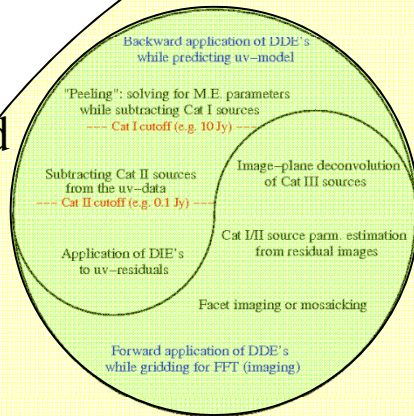 Backward application of DDE's
while predicting uv-model
"Peeling": solving for M.E. parameters
while subtracting Cat I sources
--- Cat I cutoff (e.g. 10 Jy) ---
Subtracting Cat II sources
from the uv-data
--- Cat II cutoff (e.g. 0.1 Jy) ---
Application of DIE's
to uv-residuals
Image-plane deconvolution
of Cat III sources
Cat I/II source parm. estimation
from residual images
Facet imaging or mosaicking
Forward application of DDE's
while gridding for FFT (imaging)